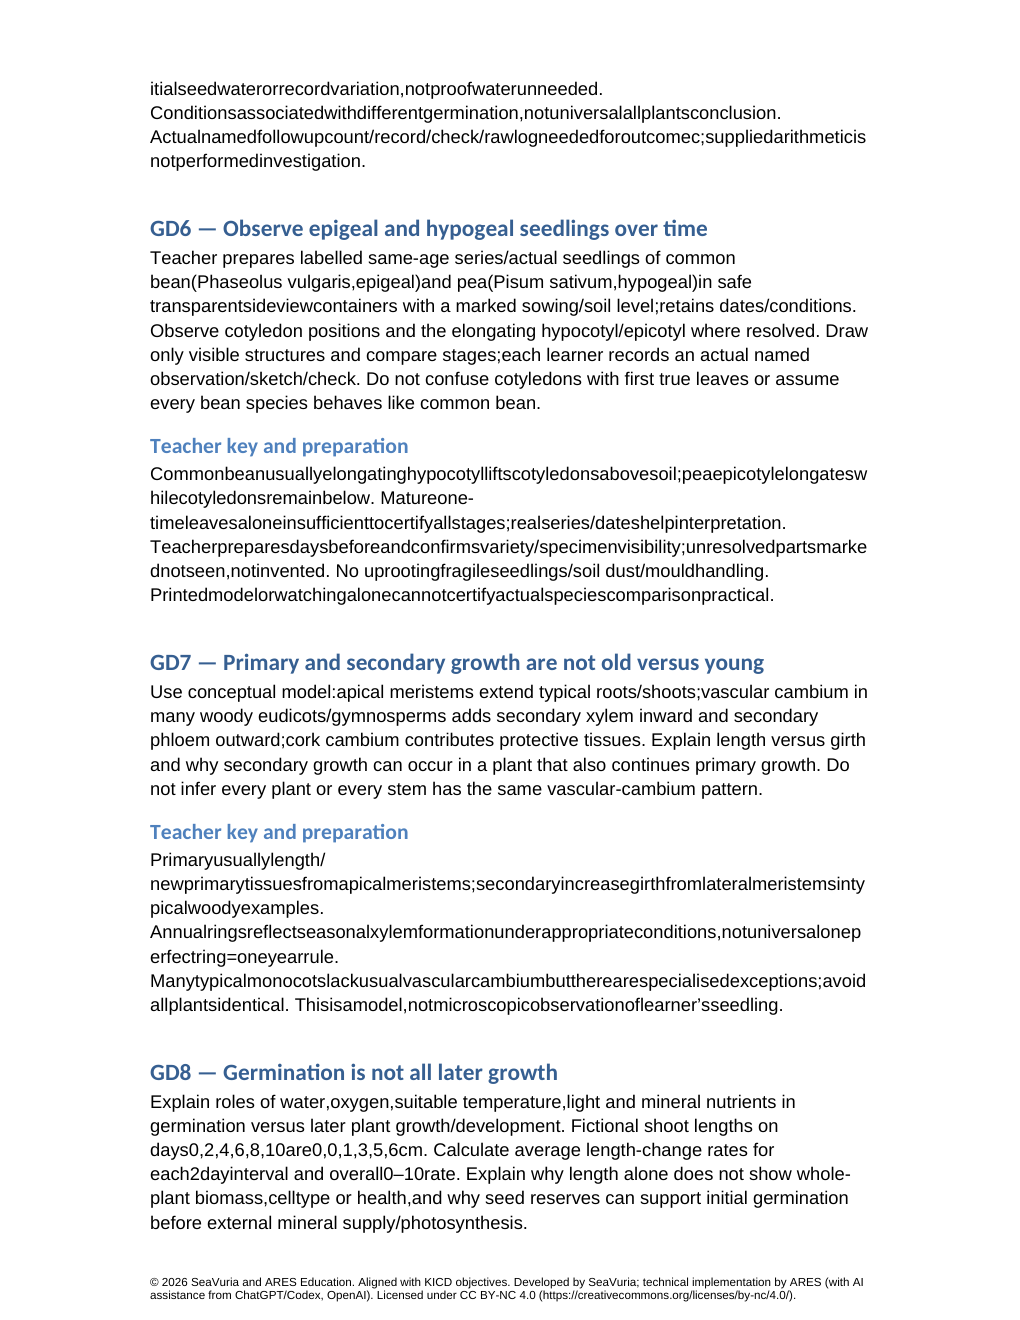 itialseedwaterorrecordvariation,notproofwaterunneeded.
Conditionsassociatedwithdifferentgermination,notuniversalallplantsconclusion.
Actualnamedfollowupcount/record/check/rawlogneededforoutcomec;suppliedarithmeticis
notperformedinvestigation.
GD6 — Observe epigeal and hypogeal seedlings over time
Teacher prepares labelled same-age series/actual seedlings of common
bean(Phaseolus vulgaris,epigeal)and pea(Pisum sativum,hypogeal)in safe
transparentsideviewcontainers with a marked sowing/soil level;retains dates/conditions.
Observe cotyledon positions and the elongating hypocotyl/epicotyl where resolved. Draw
only visible structures and compare stages;each learner records an actual named
observation/sketch/check. Do not confuse cotyledons with first true leaves or assume
every bean species behaves like common bean.
Teacher key and preparation
Commonbeanusuallyelongatinghypocotylliftscotyledonsabovesoil;peaepicotylelongatesw
hilecotyledonsremainbelow. Matureone-
timeleavesaloneinsufficienttocertifyallstages;realseries/dateshelpinterpretation.
Teacherpreparesdaysbeforeandconfirmsvariety/specimenvisibility;unresolvedpartsmarke
dnotseen,notinvented. No uprootingfragileseedlings/soil dust/mouldhandling.
Printedmodelorwatchingalonecannotcertifyactualspeciescomparisonpractical.
GD7 — Primary and secondary growth are not old versus young
Use conceptual model:apical meristems extend typical roots/shoots;vascular cambium in
many woody eudicots/gymnosperms adds secondary xylem inward and secondary
phloem outward;cork cambium contributes protective tissues. Explain length versus girth
and why secondary growth can occur in a plant that also continues primary growth. Do
not infer every plant or every stem has the same vascular-cambium pattern.
Teacher key and preparation
Primaryusuallylength/
newprimarytissuesfromapicalmeristems;secondaryincreasegirthfromlateralmeristemsinty
picalwoodyexamples.
Annualringsreflectseasonalxylemformationunderappropriateconditions,notuniversalonep
erfectring=oneyearrule.
Manytypicalmonocotslackusualvascularcambiumbuttherearespecialisedexceptions;avoid
allplantsidentical. Thisisamodel,notmicroscopicobservationoflearner’sseedling.
GD8 — Germination is not all later growth
Explain roles of water,oxygen,suitable temperature,light and mineral nutrients in
germination versus later plant growth/development. Fictional shoot lengths on
days0,2,4,6,8,10are0,0,1,3,5,6cm. Calculate average length-change rates for
each2dayinterval and overall0–10rate. Explain why length alone does not show whole-
plant biomass,celltype or health,and why seed reserves can support initial germination
before external mineral supply/photosynthesis.
© 2026 SeaVuria and ARES Education. Aligned with KICD objectives. Developed by SeaVuria; technical implementation by ARES (with AI
assistance from ChatGPT/Codex, OpenAI). Licensed under CC BY-NC 4.0 (https://creativecommons.org/licenses/by-nc/4.0/).